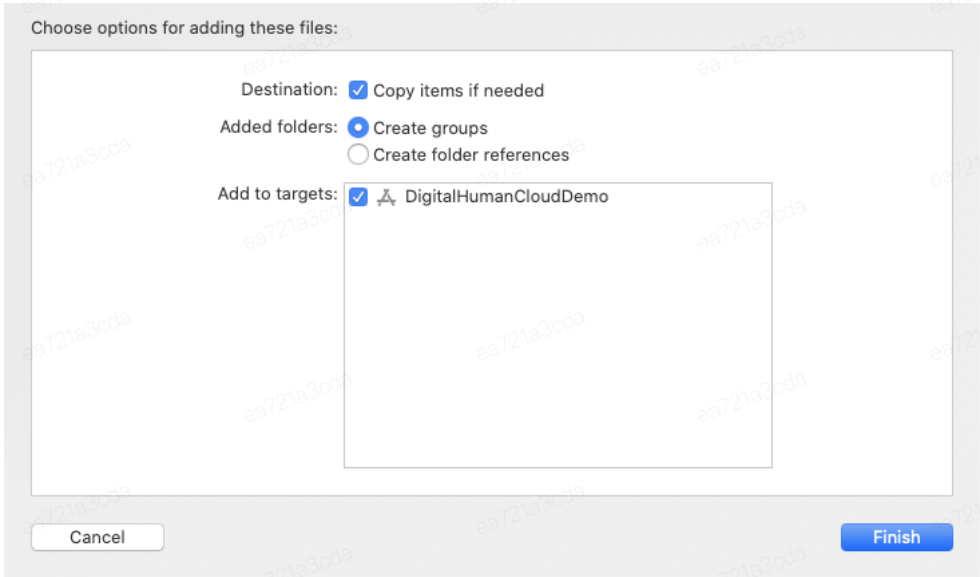 Choose options for adding these files:
Destination: Copy items if needed
Added folders: Create groups
Create folder references
Add to targets: DigitalHumanCloudDemo
Cancel Finish
ea721a3cda